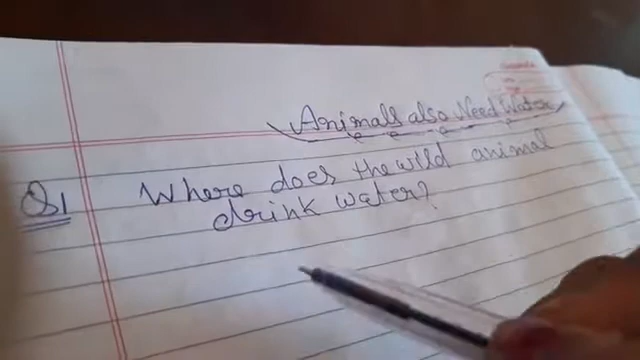 Animals also Need Water
Q1 Where does the wild animal
drink water?